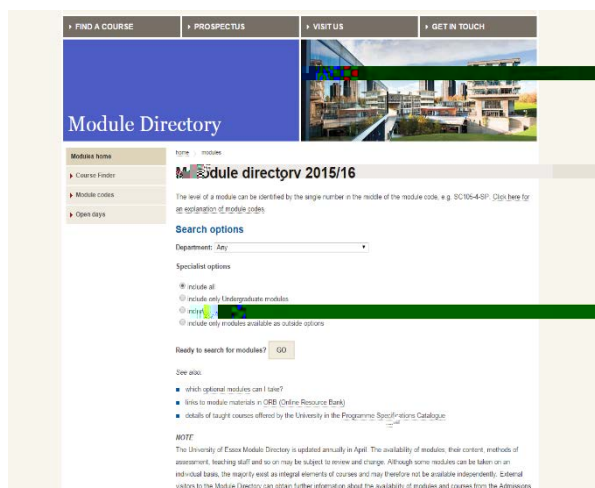 FIND A COURSE
PROSPECTUS
VISIT US
GET IN TOUCH
Module Directory
Modules home
Course Finder
Module codes
Open days
home modules
dule directory 2015/16
The level of a module can be identified by the single number in the middle of the module code, e.g. SC105-4-SP. Click here for
an explanation of module codes.
Search options
Department: Any
Specialist options
include all
include only Undergraduate modules
include only modules available as outside options
Ready to search for modules? GO
See also:
which optional modules can I take?
links to module materials in ORB (Online Resource Bank)
details of taught courses offered by the University in the Programme Specifications Catalogue
NOTE
The University of Essex Module Directory is updated annually in April. The availability of modules, their content, methods of
assessment, teaching staff and so on may be subject to review and change. Although some modules can be taken on an
individual basis, the majority exist as integral elements of courses and may therefore not be available independently. External
visitors to the Module Directory can obtain further information about the availability of modules and courses from the Admissions